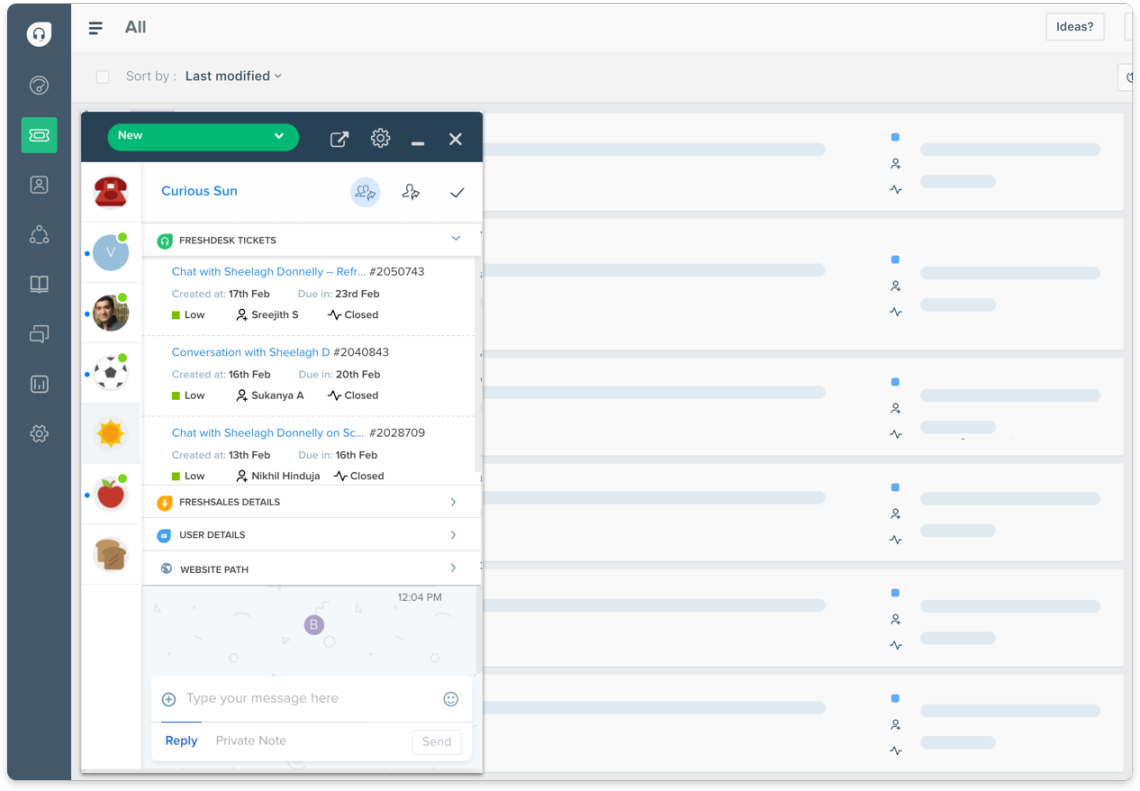 All
Ideas?
Sort by : Last modified
New
Curious Sun
FRESHDESK TICKETS
V
Chat with Sheelagh Donnelly -- Refr... #2050743
Created at: 17th Feb Due in: 23rd Feb
Low Sreejith S Closed
Conversation with Sheelagh D #2040843
Created at: 16th Feb Due in: 20th Feb
Low Sukanya A Closed
Chat with Sheelagh Donnelly on Sc... #2028709
Created at: 13th Feb Due in: 16th Feb
Low Nikhil Hinduja Closed
FRESHSALES DETAILS
USER DETAILS
WEBSITE PATH
12:04 PM
B
Type your message here
Reply Private Note Send